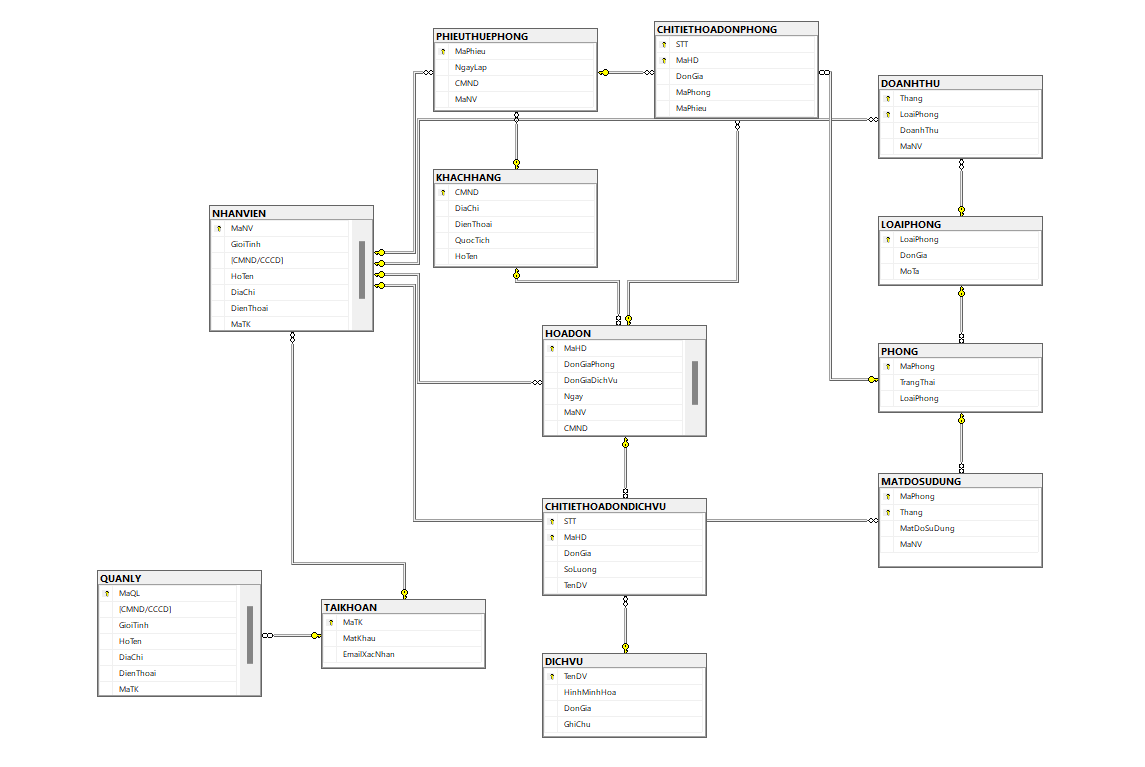 PHIEUTHUEPHONG
MaPhieu
NgayLap
CMND
MaNV
CHITIETHOADONPHONG
STT
MaHD
DonGia
MaPhong
MaPhieu
DOANHTHU
Thang
LoaiPhong
DoanhThu
MaNV
KHACHHANG
CMND
DiaChi
DienThoai
QuocTich
HoTen
NHANVIEN
MaNV
GioiTinh
[CMND/CCCD]
HoTen
DiaChi
DienThoai
MaTK
LOAIPHONG
LoaiPhong
DonGia
MoTa
HOADON
MaHD
DonGiaPhong
DonGiaDichVu
Ngay
MaNV
CMND
PHONG
MaPhong
TrangThai
LoaiPhong
MATDOSUDUNG
MaPhong
Thang
MatDoSuDung
MaNV
CHITIETHOADONDICHVU
STT
MaHD
DonGia
SoLuong
TenDV
QUANLY
MaQL
[CMND/CCCD]
GioiTinh
HoTen
DiaChi
DienThoai
MaTK
TAIKHOAN
MaTK
MatKhau
EmailXacNhan
DICHVU
TenDV
HinhMinhHoa
DonGia
GhiChu